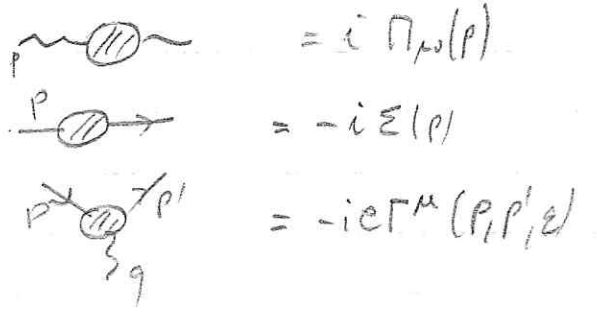 p = i Π_μν(p)
p = -i Σ(p)
p p' = -ieΓ^μ(p,p',ε)
q